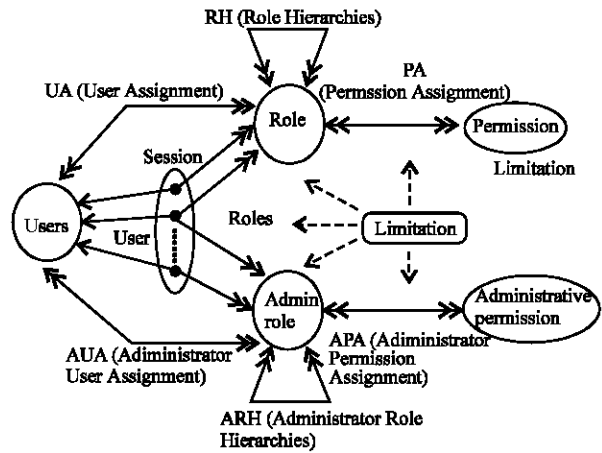 RH (Role Hierarchies)
UA (User Assignment)
PA
(Permssion Assignment)
Role
Permission
Session
Limitation
Users
User
Roles
Limitation
Admin
role
Administrative
permission
AUA (Adiministrator
User Assignment)
APA (Adiministrator
Permission
Assignment)
ARH (Administrator Role
Hierarchies)